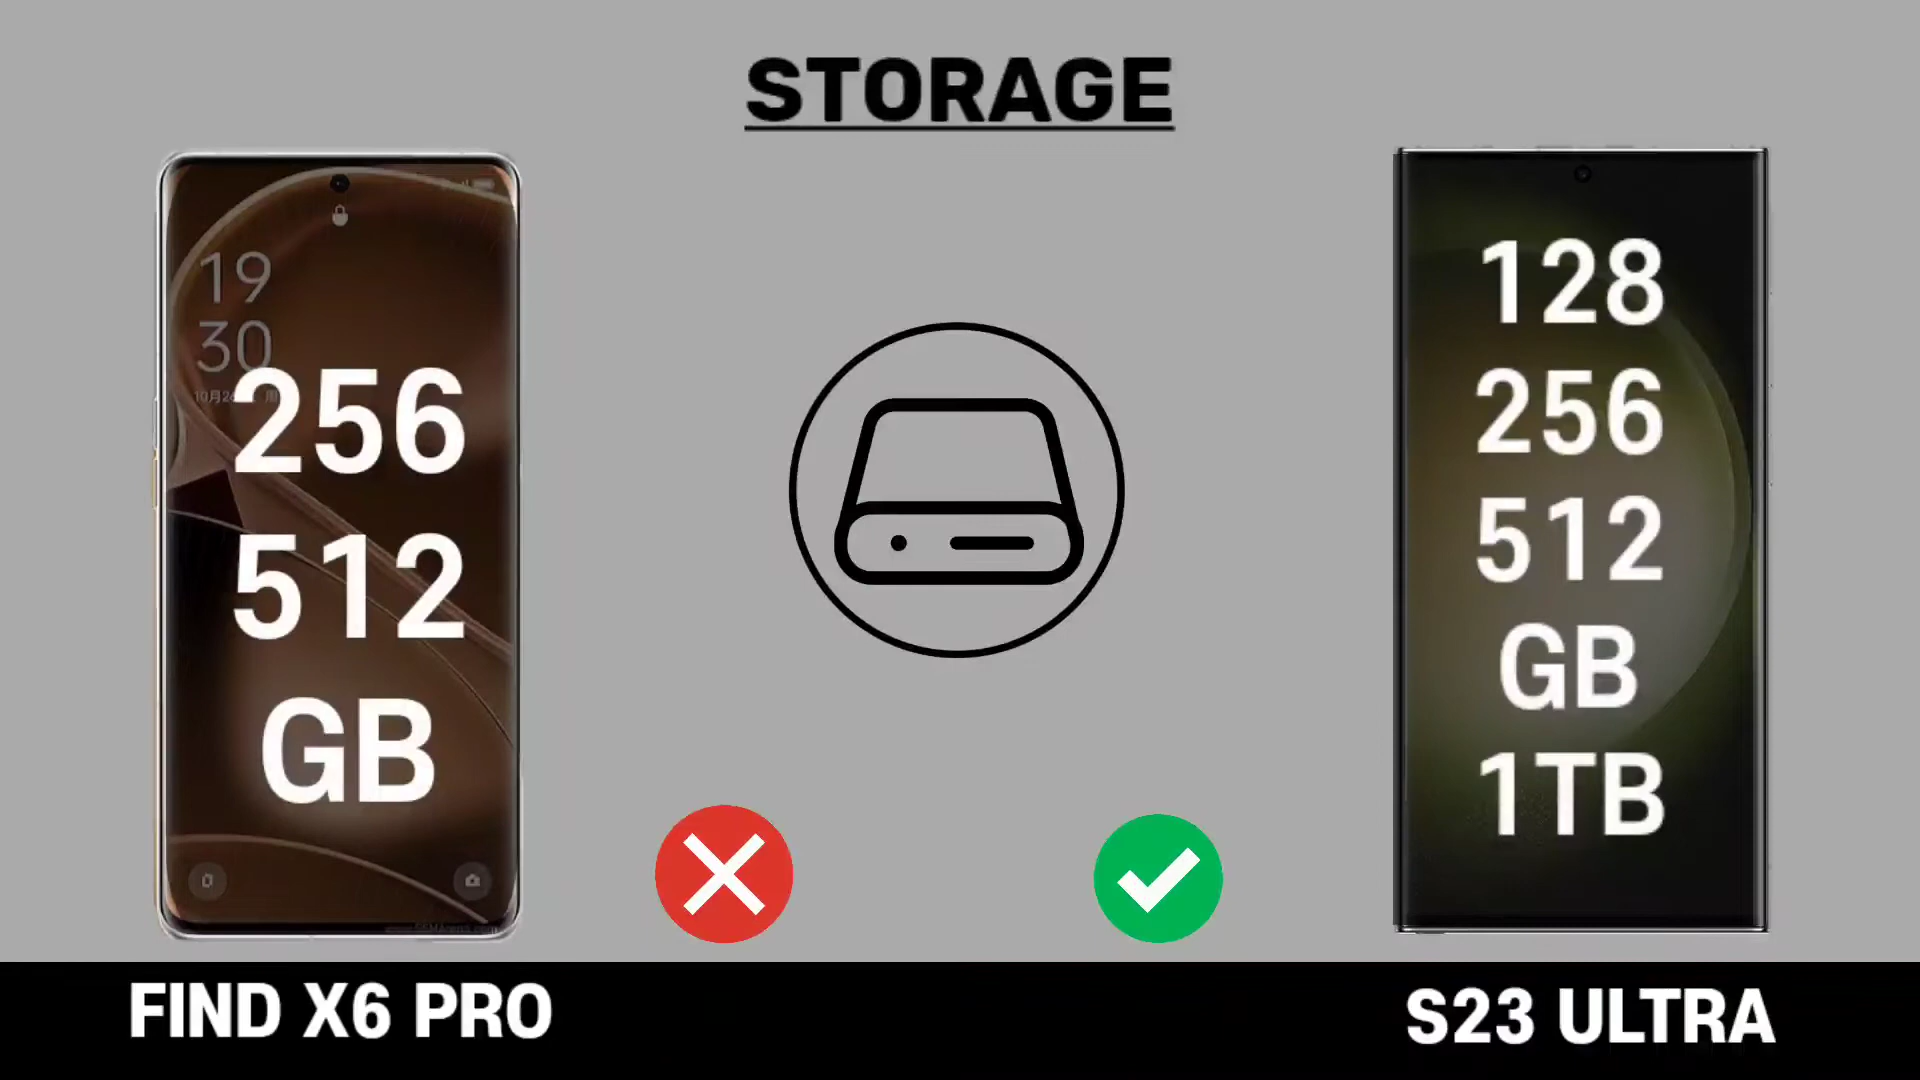 STORAGE
19
30
256
512
GB
128
256
512
GB
1TB
FIND X6 PRO
S23 ULTRA